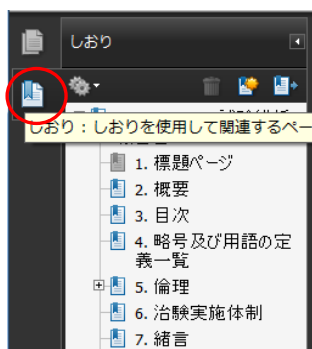 しおり
しおり：しおりを使用して関連するペー
1. 標題ページ
2. 概要
3. 目次
4. 略号及び用語の定
義一覧
5. 倫理
6. 治験実施体制
7. 緒言